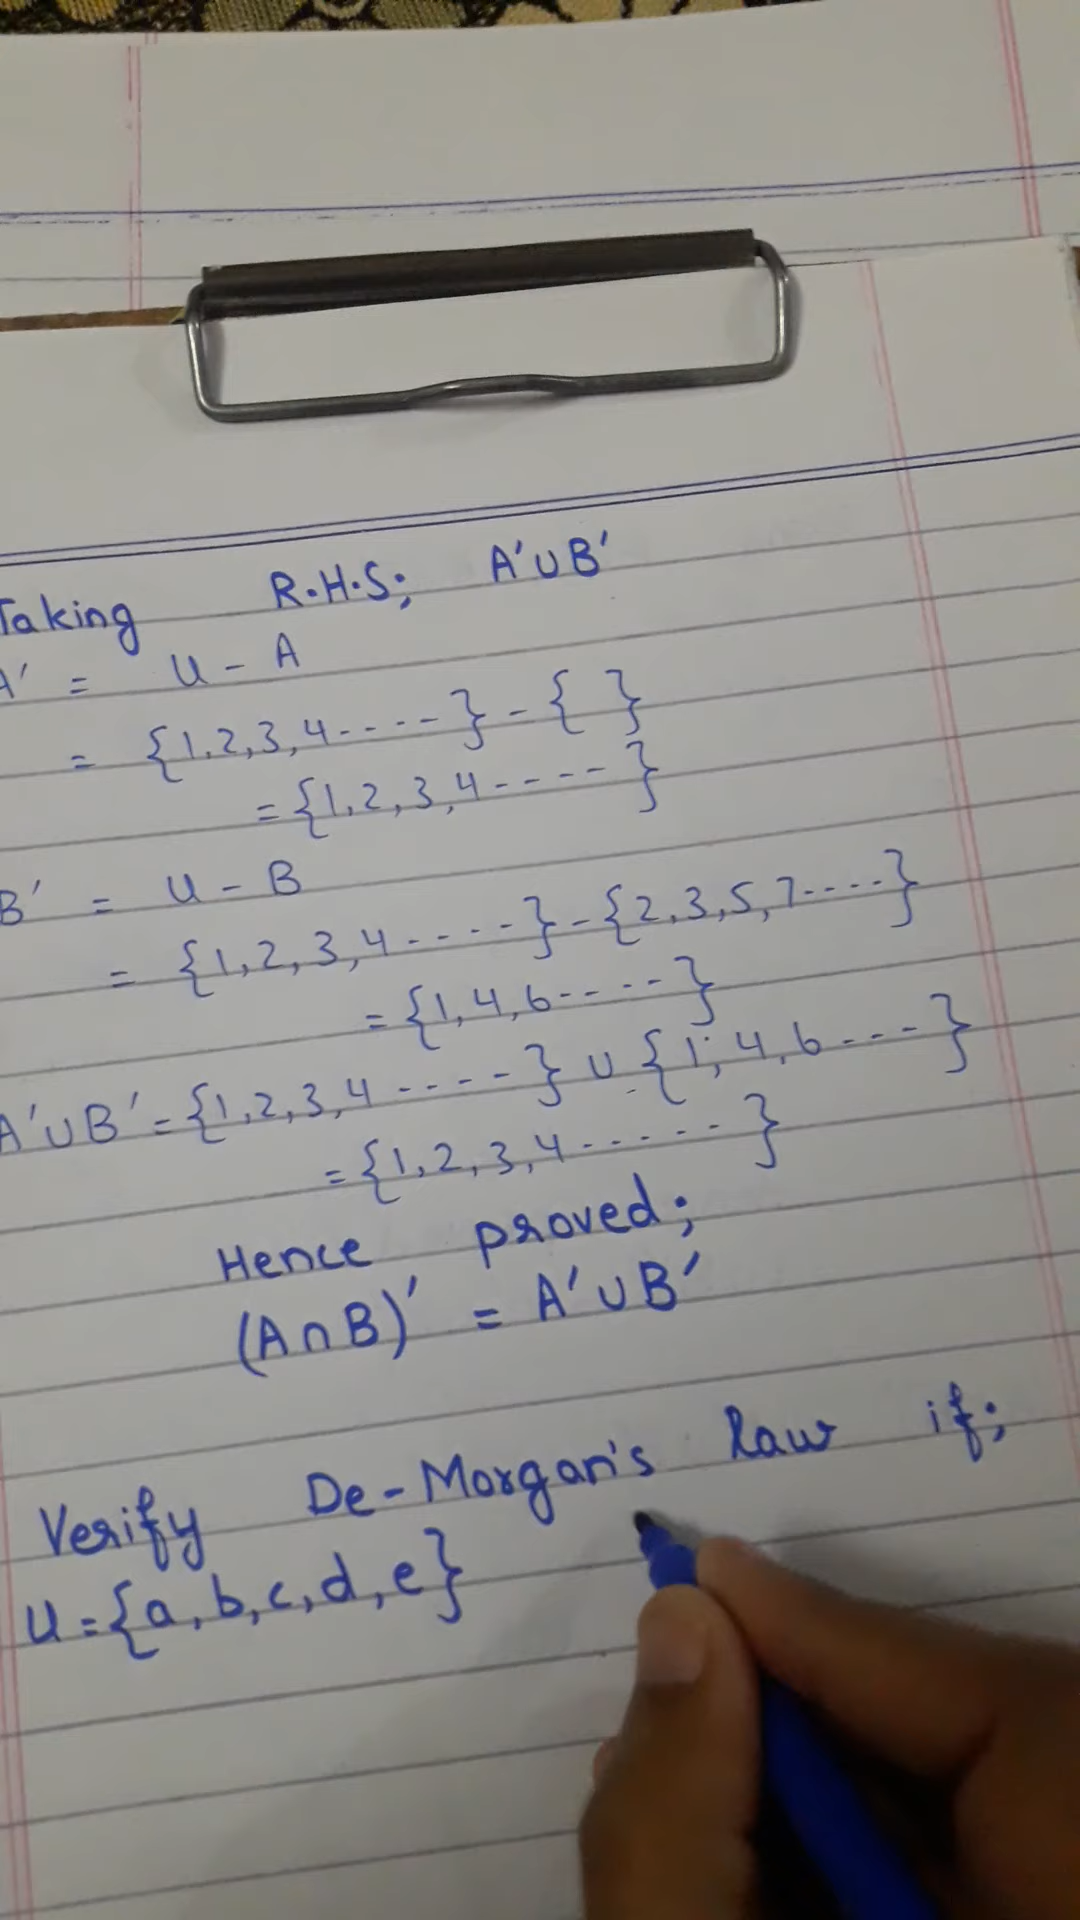 Taking R.H.S; A'∪B'
A' = U - A
= {1,2,3,4----} - { }
= {1,2,3,4----}
B' = U - B
= {1,2,3,4----} - {2,3,5,7----}
= {1,4,6----}
A'∪B' = {1,2,3,4----} ∪ {1,4,6---}
= {1,2,3,4-----}
Hence proved;
(A∩B)' = A'∪B'
Verify De-Morgan's Law if;
U = {a,b,c,d,e}